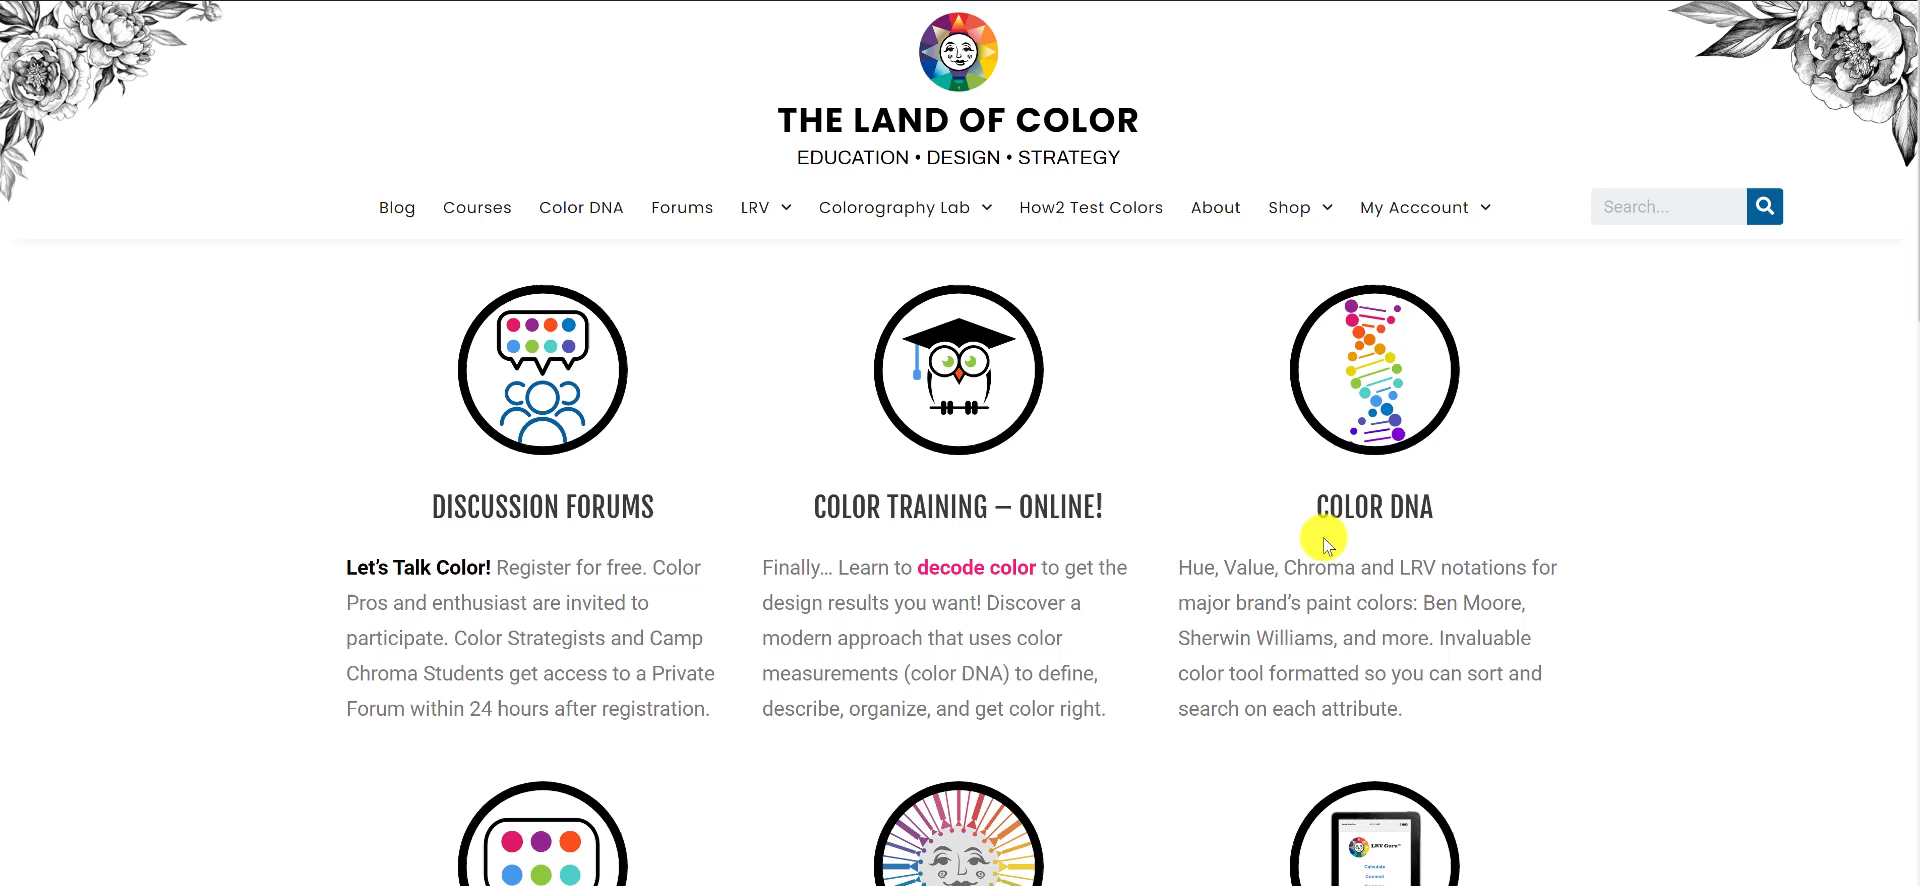 THE LAND OF COLOR
EDUCATION • DESIGN • STRATEGY
Blog Courses Color DNA Forums LRV Colorography Lab How2 Test Colors About Shop My Acccount Search...
DISCUSSION FORUMS
Let's Talk Color! Register for free. Color
Pros and enthusiast are invited to
participate. Color Strategists and Camp
Chroma Students get access to a Private
Forum within 24 hours after registration.
COLOR TRAINING – ONLINE!
Finally... Learn to decode color to get the
design results you want! Discover a
modern approach that uses color
measurements (color DNA) to define,
describe, organize, and get color right.
COLOR DNA
Hue, Value, Chroma and LRV notations for
major brand's paint colors: Ben Moore,
Sherwin Williams, and more. Invaluable
color tool formatted so you can sort and
search on each attribute.
LRV Guru
Calculate
Connect